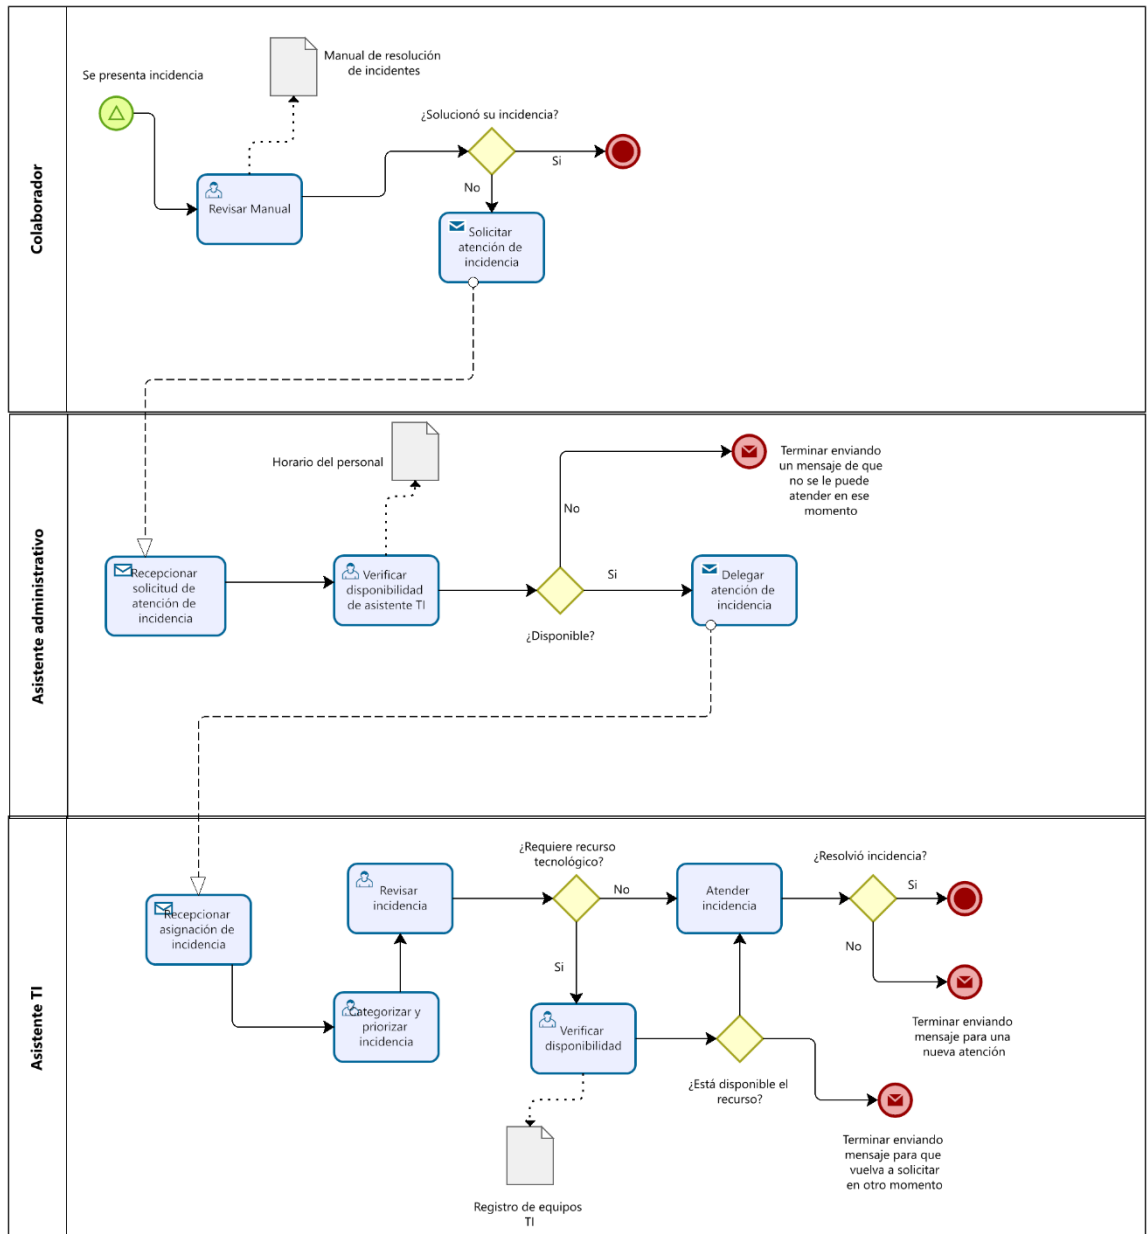 Colaborador
Se presenta incidencia
Manual de resolución
de incidentes
Revisar Manual
¿Solucionó su incidencia?
Si
No
Solicitar
atención de
incidencia
Asistente administrativo
Horario del personal
Recepcionar
solicitud de
atención de
incidencia
Verificar
disponibilidad
de asistente TI
¿Disponible?
No
Si
Terminar enviando
un mensaje de que
no se le puede
atender en ese
momento
Delegar
atención de
incidencia
Asistente TI
Recepcionar
asignación de
incidencia
Categorizar y
priorizar
incidencia
Revisar
incidencia
¿Requiere recurso
tecnológico?
No
Si
Verificar
disponibilidad
Registro de equipos
TI
¿Está disponible el
recurso?
Atender
incidencia
¿Resolvió incidencia?
Si
No
Terminar enviando
mensaje para una
nueva atención
Terminar enviando
mensaje para que
vuelva a solicitar
en otro momento